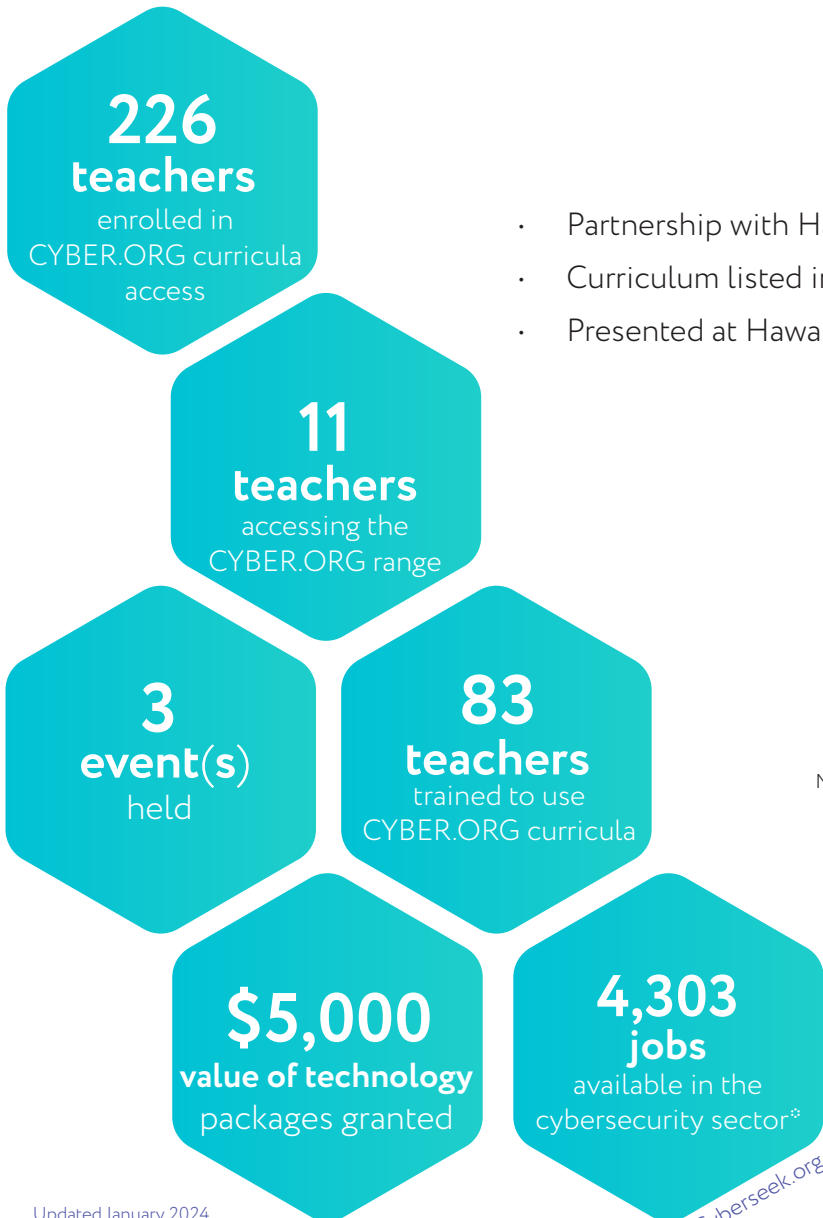 226
teachers
enrolled in
CYBER.ORG curricula
access
· Partnership with
· Curriculum listed
· Presented at
11
teachers
accessing the
CYBER.ORG range
3
event(s)
held
83
teachers
trained to use
CYBER.ORG curricula
$5,000
value of technology
packages granted
4,303
jobs
available in the
cybersecurity sector*
Updated January 2024